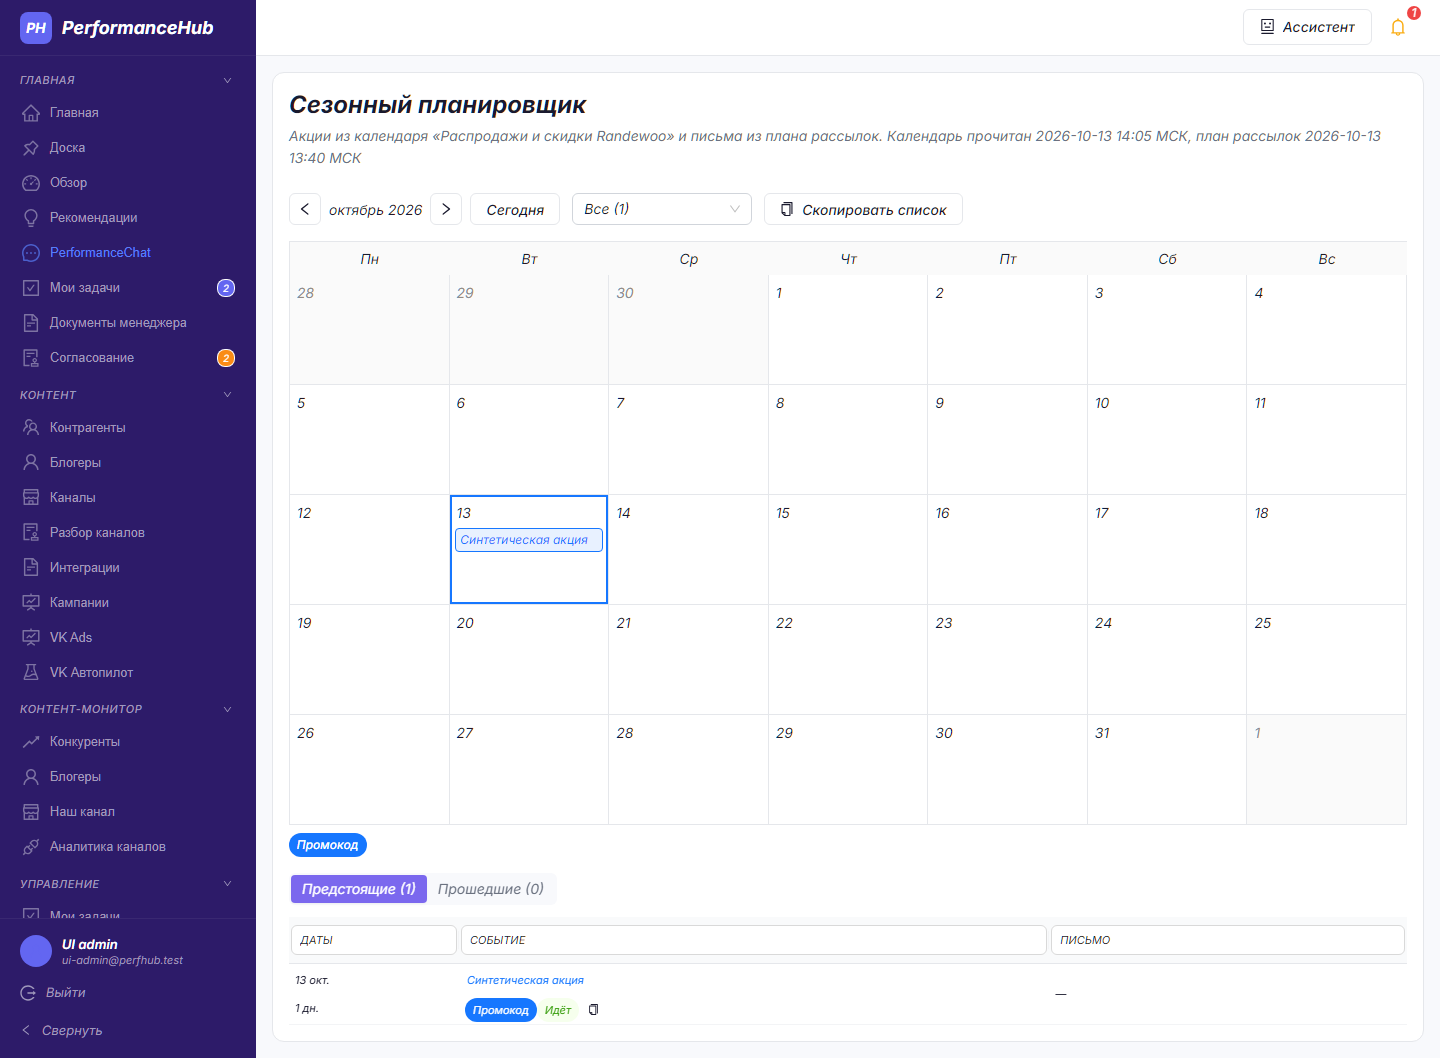 PH PerformanceHub
ГЛАВНАЯ
Главная
Доска
Обзор
Рекомендации
PerformanceChat
Мои задачи 2
Документы менеджера
Согласование 2
КОНТЕНТ
Контрагенты
Блогеры
Каналы
Разбор каналов
Интеграции
Кампании
VK Ads
VK Автопилот
КОНТЕНТ-МОНИТОР
Конкуренты
Блогеры
Наш канал
Аналитика каналов
УПРАВЛЕНИЕ
Мои задачи
UI admin
ui-admin@perfhub.test
Выйти
Свернуть
Ассистент 1
Сезонный планировщик
Акции из календаря «Распродажи и скидки Randewoo» и письма из плана рассылок. Календарь прочитан 2026-10-13 14:05 МСК, план рассылок 2026-10-13
13:40 МСК
октябрь 2026 Сегодня Все (1) Скопировать список
Пн Вт Ср Чт Пт Сб Вс
28 29 30 1 2 3 4
5 6 7 8 9 10 11
12 13 14 15 16 17 18
Синтетическая акция
19 20 21 22 23 24 25
26 27 28 29 30 31 1
Промокод
Предстоящие (1) Прошедшие (0)
ДАТЫ СОБЫТИЕ ПИСЬМО
13 окт. Синтетическая акция —
1 дн. Промокод Идёт